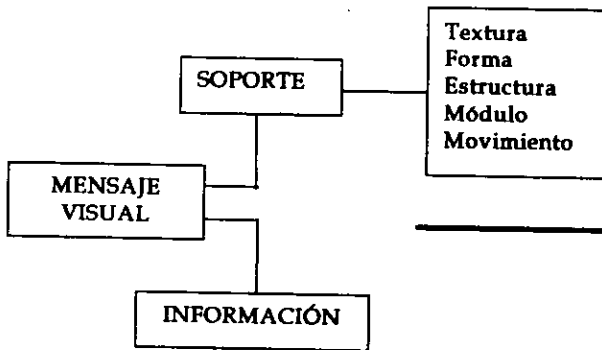 Textura
Forma
SOPORTE
Estructura
Módulo
Movimiento
MENSAJE
VISUAL
INFORMACIÓN